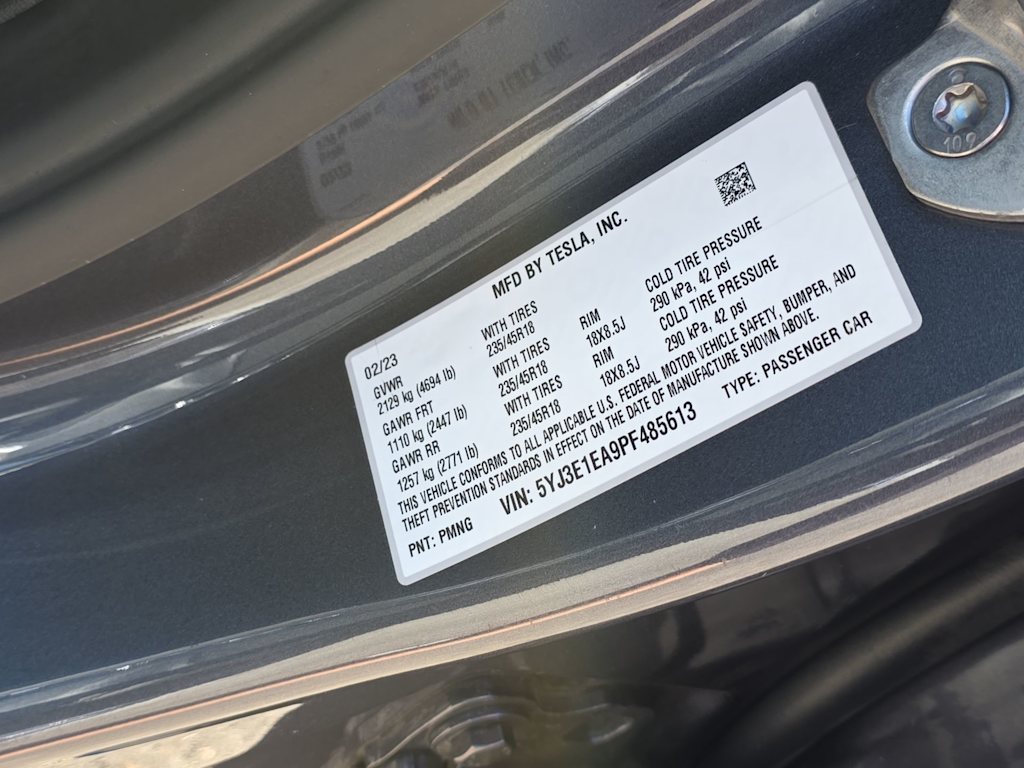 MFD BY TESLA, INC.
02/23
GVWR WITH TIRES
2129 kg (4694 lb) 235/45R18
GAWR FRT WITH TIRES RIM COLD TIRE PRESSURE
1110 kg (2447 lb) 235/45R18 18X8.5J 290 kPa, 42 psi
GAWR RR WITH TIRES RIM COLD TIRE PRESSURE
1257 kg (2771 lb) 235/45R18 18X8.5J 290 kPa, 42 psi
THIS VEHICLE CONFORMS TO ALL APPLICABLE U.S. FEDERAL MOTOR VEHICLE SAFETY, BUMPER, AND
THEFT PREVENTION STANDARDS IN EFFECT ON THE DATE OF MANUFACTURE SHOWN ABOVE.
PNT: PMNG VIN: 5YJ3E1EA9PF485613 TYPE: PASSENGER CAR
109